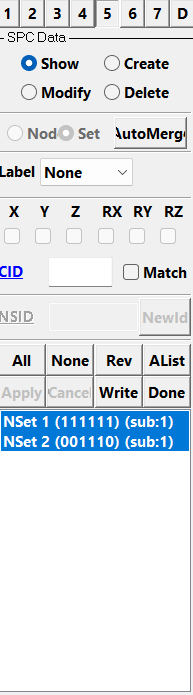 1 2 3 4 5 6 7 D
SPC Data
Show Create
Modify Delete
Nod Set AutoMerg
Label None
X Y Z RX RY RZ
CID Match
NSID NewId
All None Rev AList
Apply Cancel Write Done
NSet 1 (111111) (sub:1)
NSet 2 (001110) (sub:1)